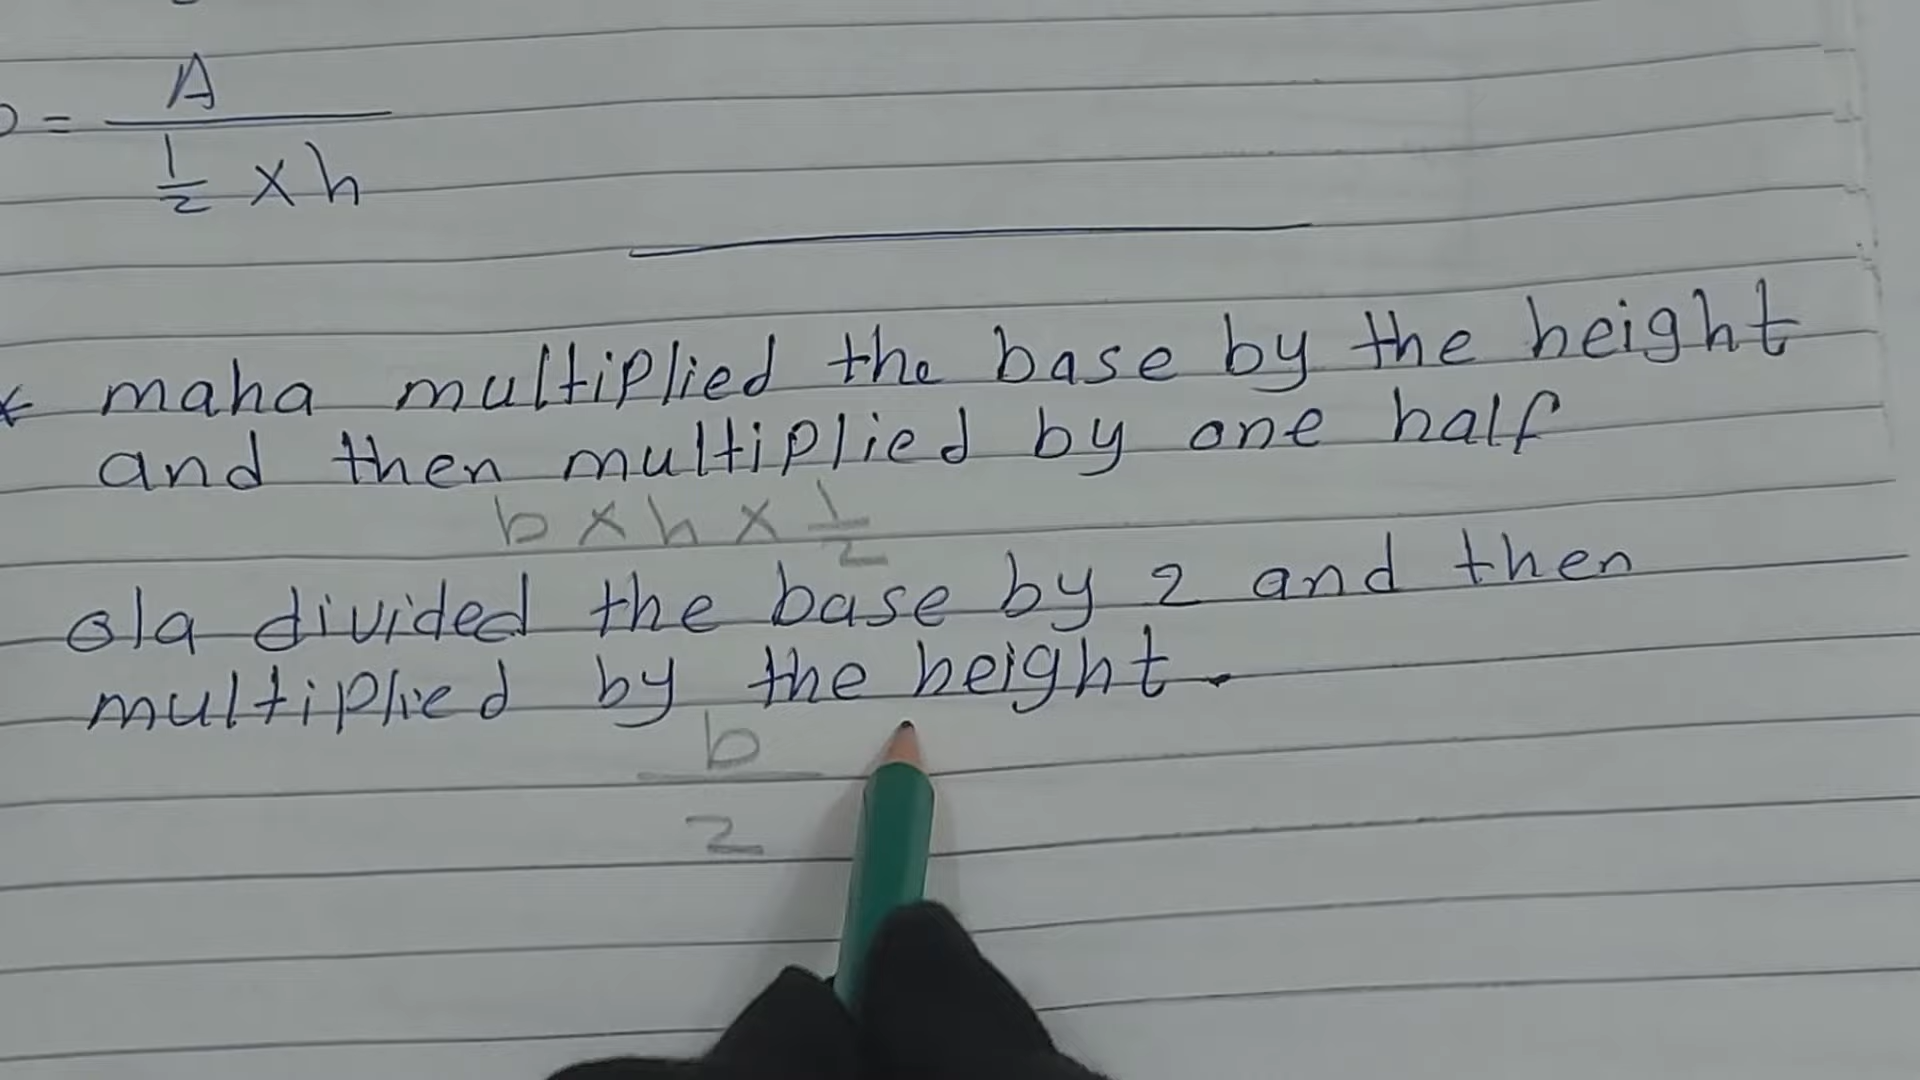 = A
1/2 × h
maha multiplied the base by the height
and then multiplied by one half
b × h × 1/2
ola divided the base by 2 and then
multiplied by the height.
b
2